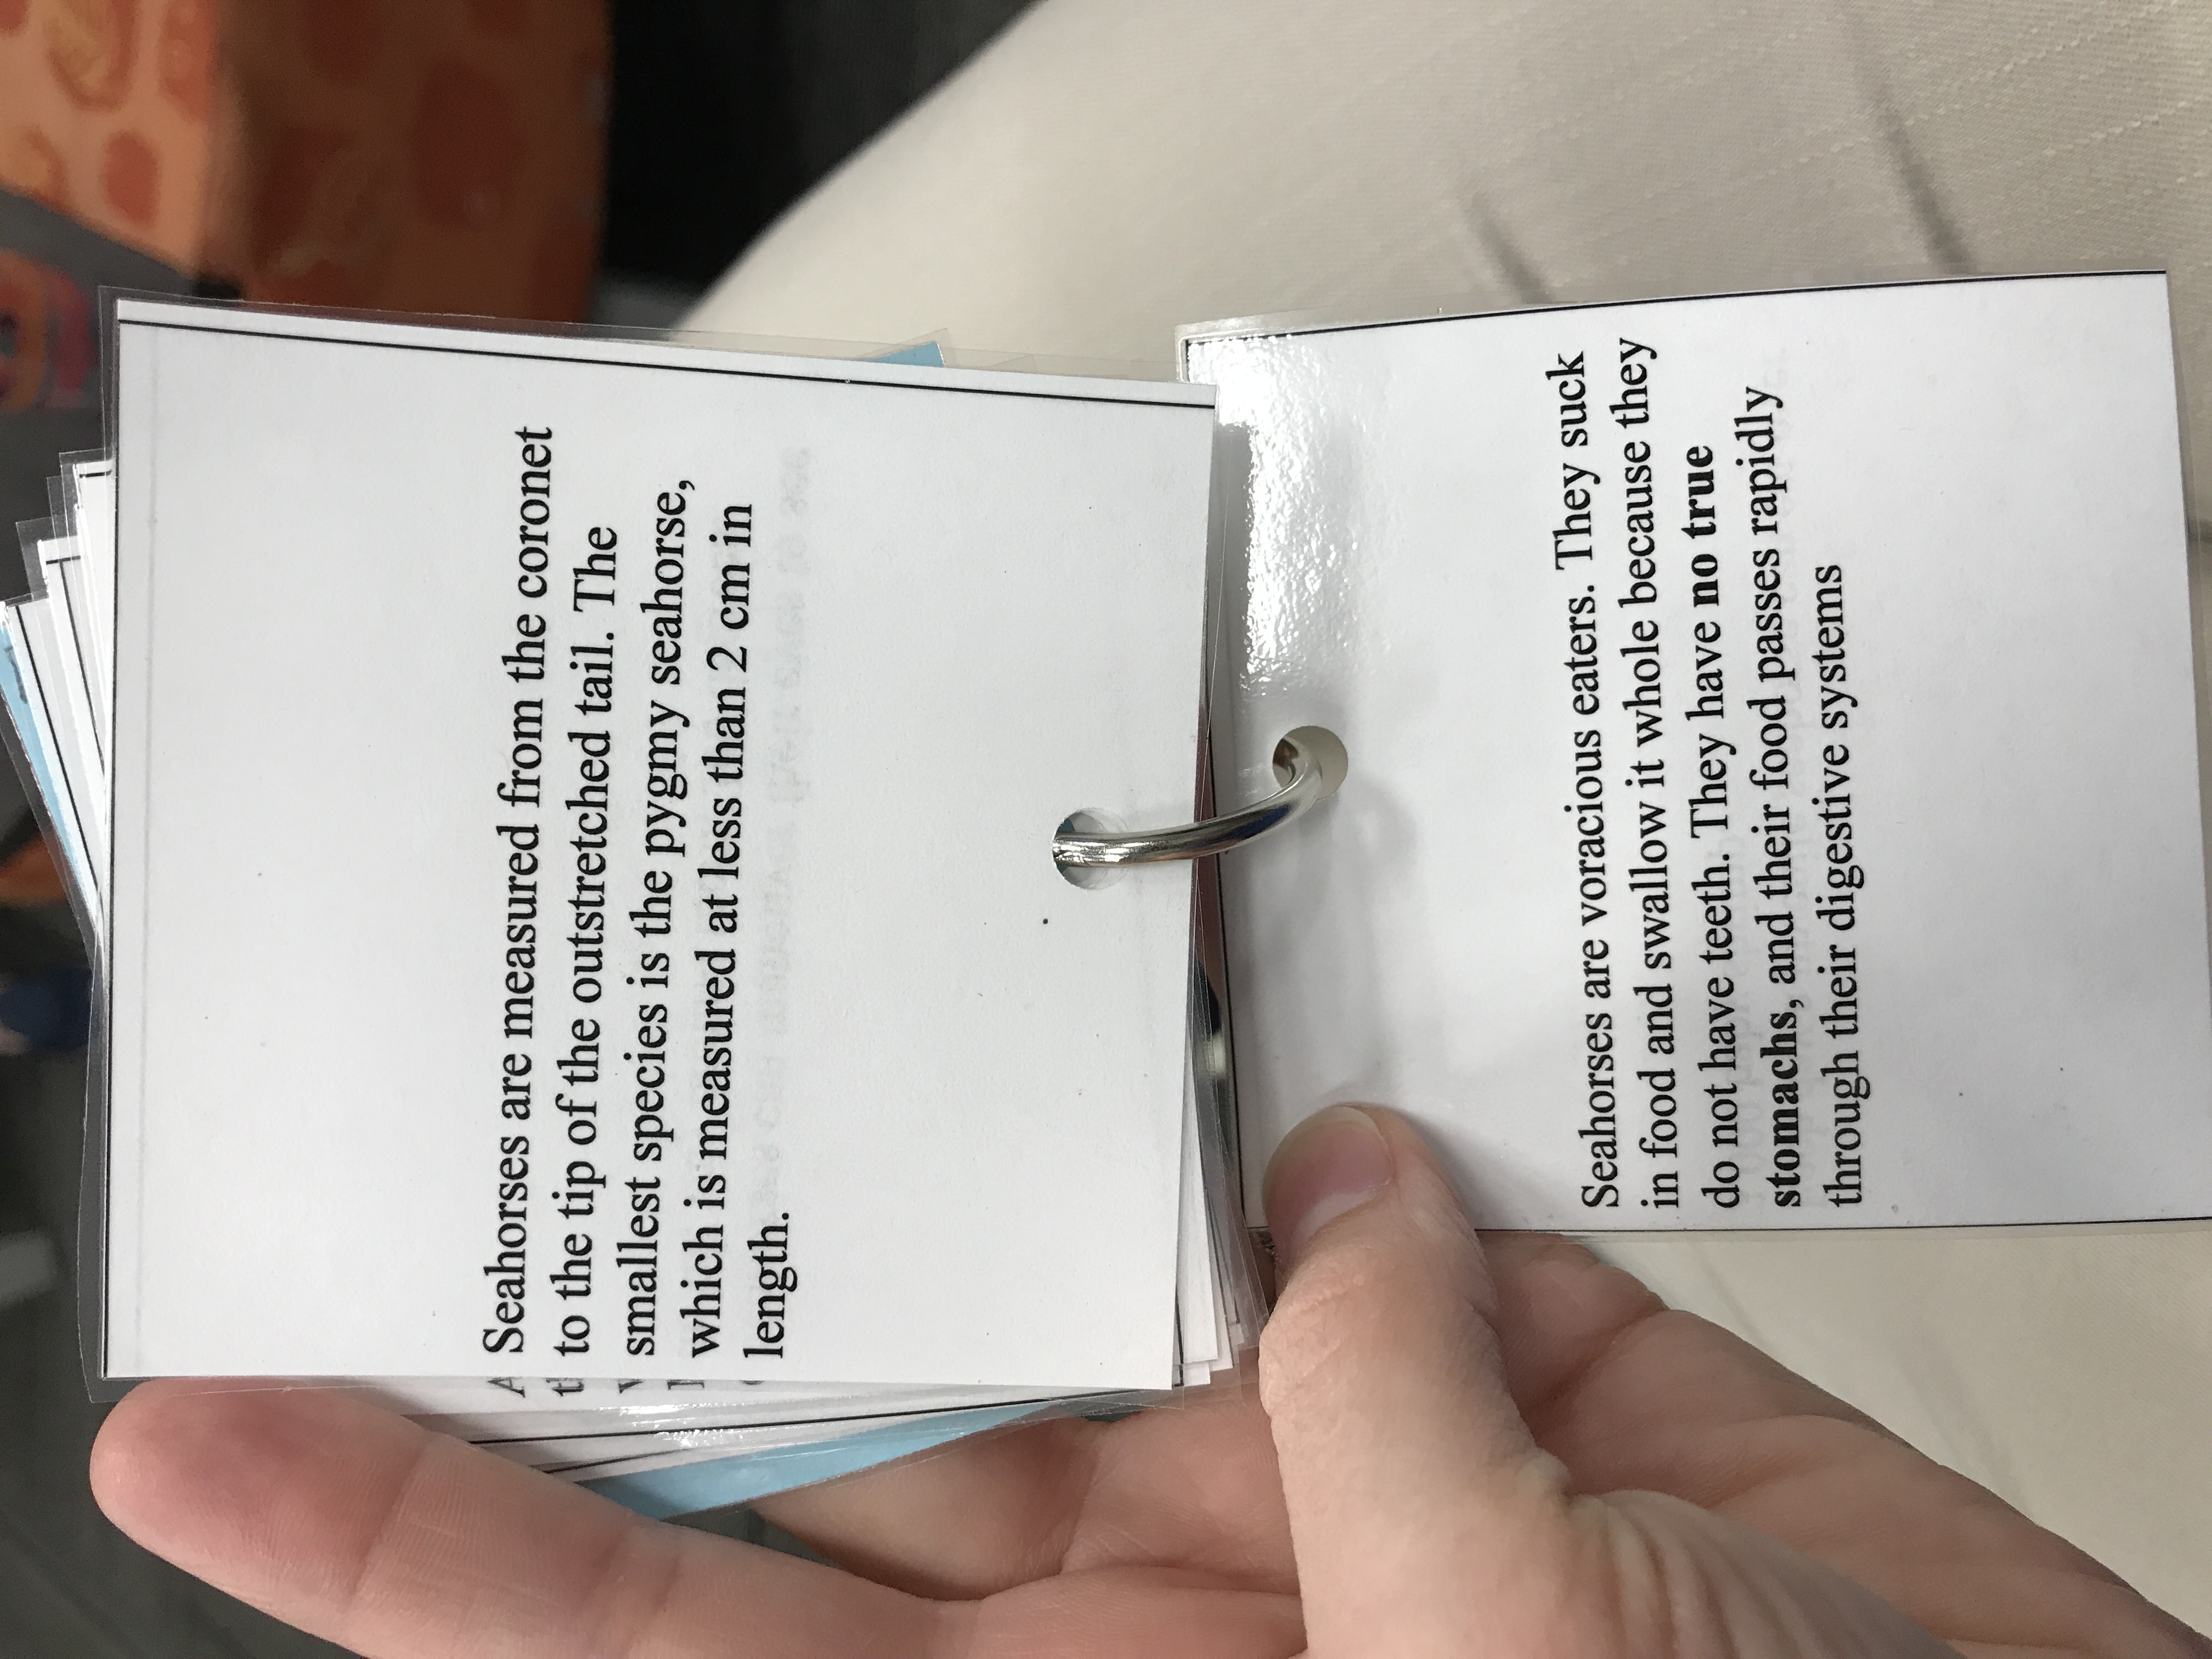 Seahorses are measured from the coronet
to the tip of the outstretched tail. The
smallest species is the pygmy seahorse,
which is measured at less than 2 cm in
length.
Seahorses are voracious eaters. They suck
in food and swallow it whole because they
do not have teeth. They have no true
stomachs, and their food passes rapidly
through their digestive systems